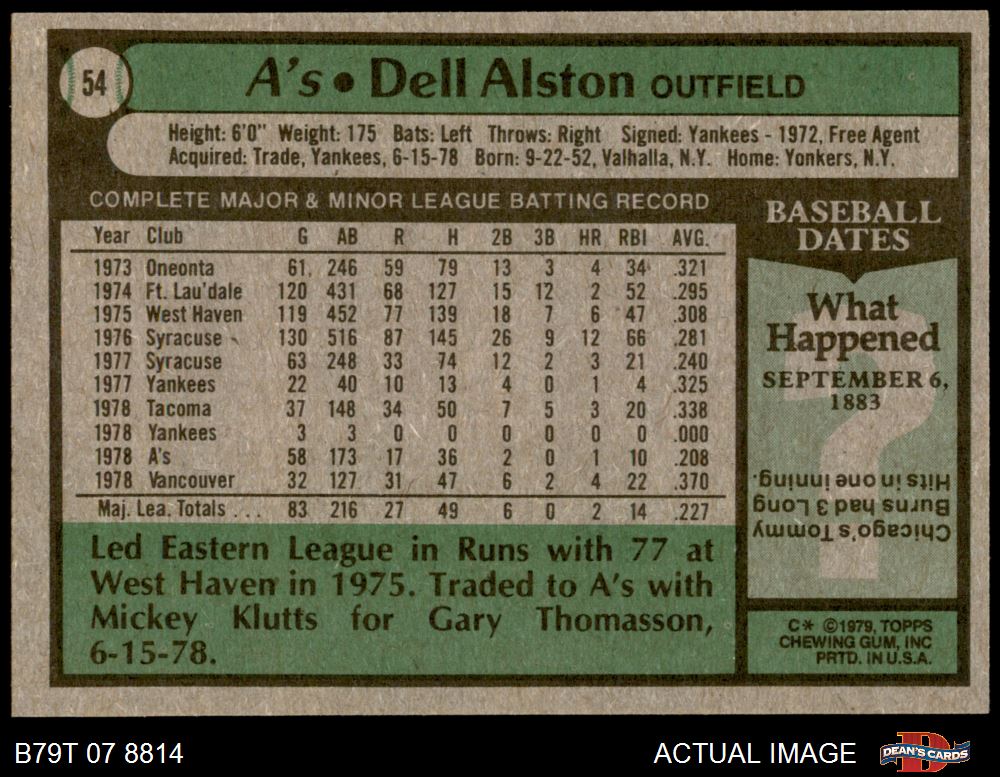 54
A's • Dell Alston OUTFIELD
Height: 6'0" Weight: 175 Bats: Left Throws: Right Signed: Yankees - 1972, Free Agent
Acquired: Trade, Yankees, 6-15-78 Born: 9-22-52, Valhalla, N.Y. Home: Yonkers, N.Y.
COMPLETE MAJOR & MINOR LEAGUE BATTING RECORD
Year Club G AB R H 2B 3B HR RBI AVG.
1973 Oneonta 61 246 59 79 13 3 4 34 .321
1974 Ft. Lau'dale 120 431 68 127 15 12 2 52 .295
1975 West Haven 119 452 77 139 18 7 6 47 .308
1976 Syracuse 130 516 87 145 26 9 12 66 .281
1977 Syracuse 63 248 33 74 12 2 3 21 .240
1977 Yankees 22 40 10 13 4 0 1 4 .325
1978 Tacoma 37 148 34 50 7 5 3 20 .338
1978 Yankees 3 3 0 0 0 0 0 0 .000
1978 A's 58 173 17 36 2 0 1 10 .208
1978 Vancouver 32 127 31 47 6 2 4 22 .370
Maj. Lea. Totals . . . 83 216 27 49 6 0 2 14 .227
Led Eastern League in Runs with 77 at
West Haven in 1975. Traded to A's with
Mickey Klutts for Gary Thomasson,
6-15-78.
BASEBALL
DATES
What
Happened
SEPTEMBER 6,
1883
?
Chicago's Tommy
Burns had 3 Long
Hits in one inning.
C* ©1979, TOPPS
CHEWING GUM, INC
PRTD. IN U.S.A.
B79T 07 8814
ACTUAL IMAGE
D
DEAN'S CARDS